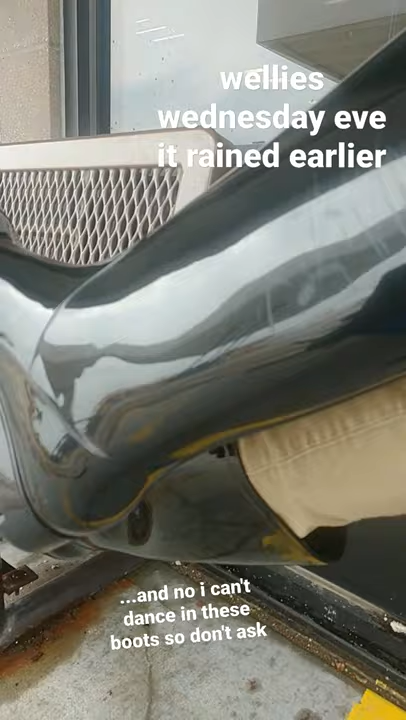 wellies
wednesday eve
it rained earlier
...and no i can't
dance in these
boots so don't ask